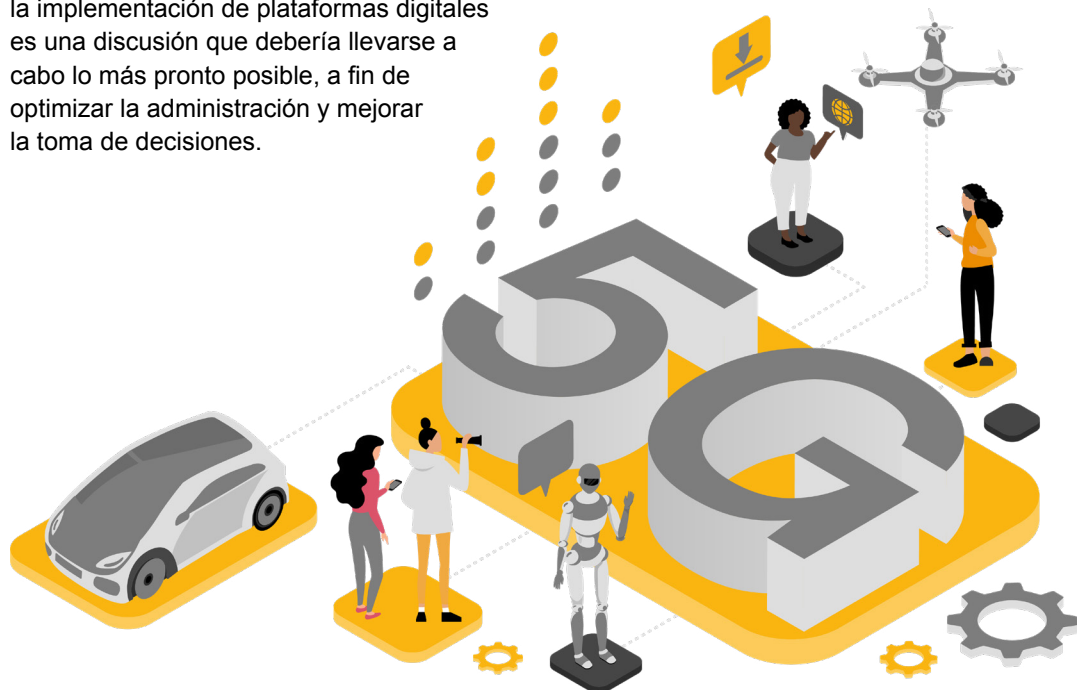 la implementación de plataformas digitales
es una discusión que debería llevarse a
cabo lo más pronto posible, a fin de
optimizar la administración y mejorar
la toma de decisiones.
5G